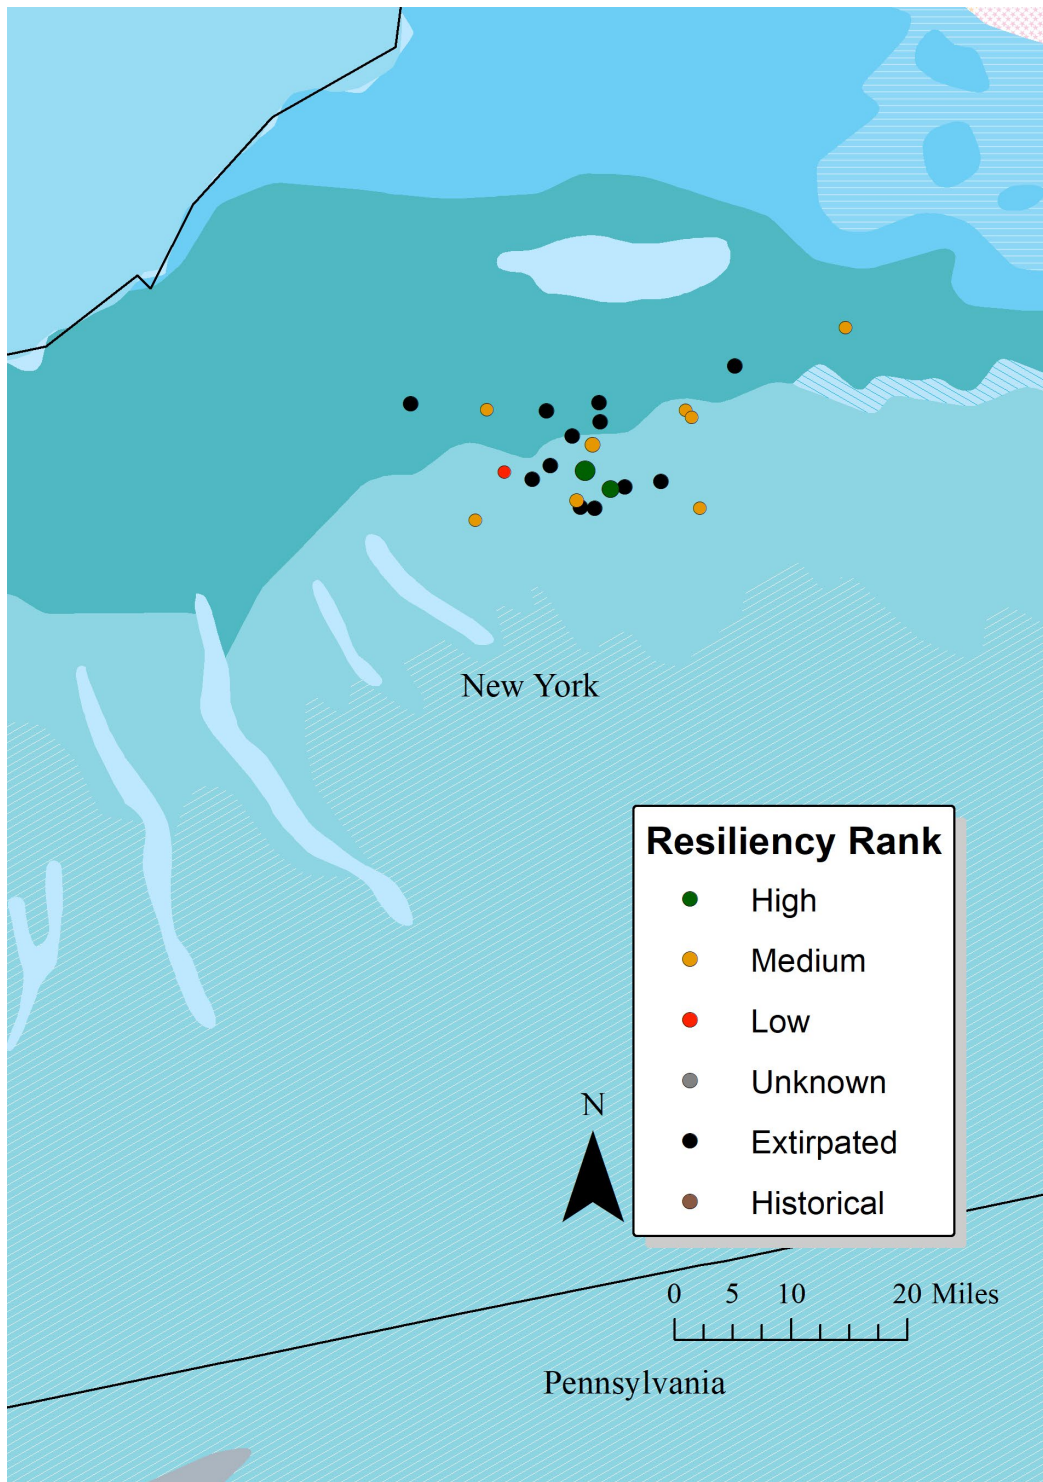 New York
Resiliency Rank
High
Medium
Low
Unknown
Extirpated
Historical
N
0 5 10 20 Miles
Pennsylvania